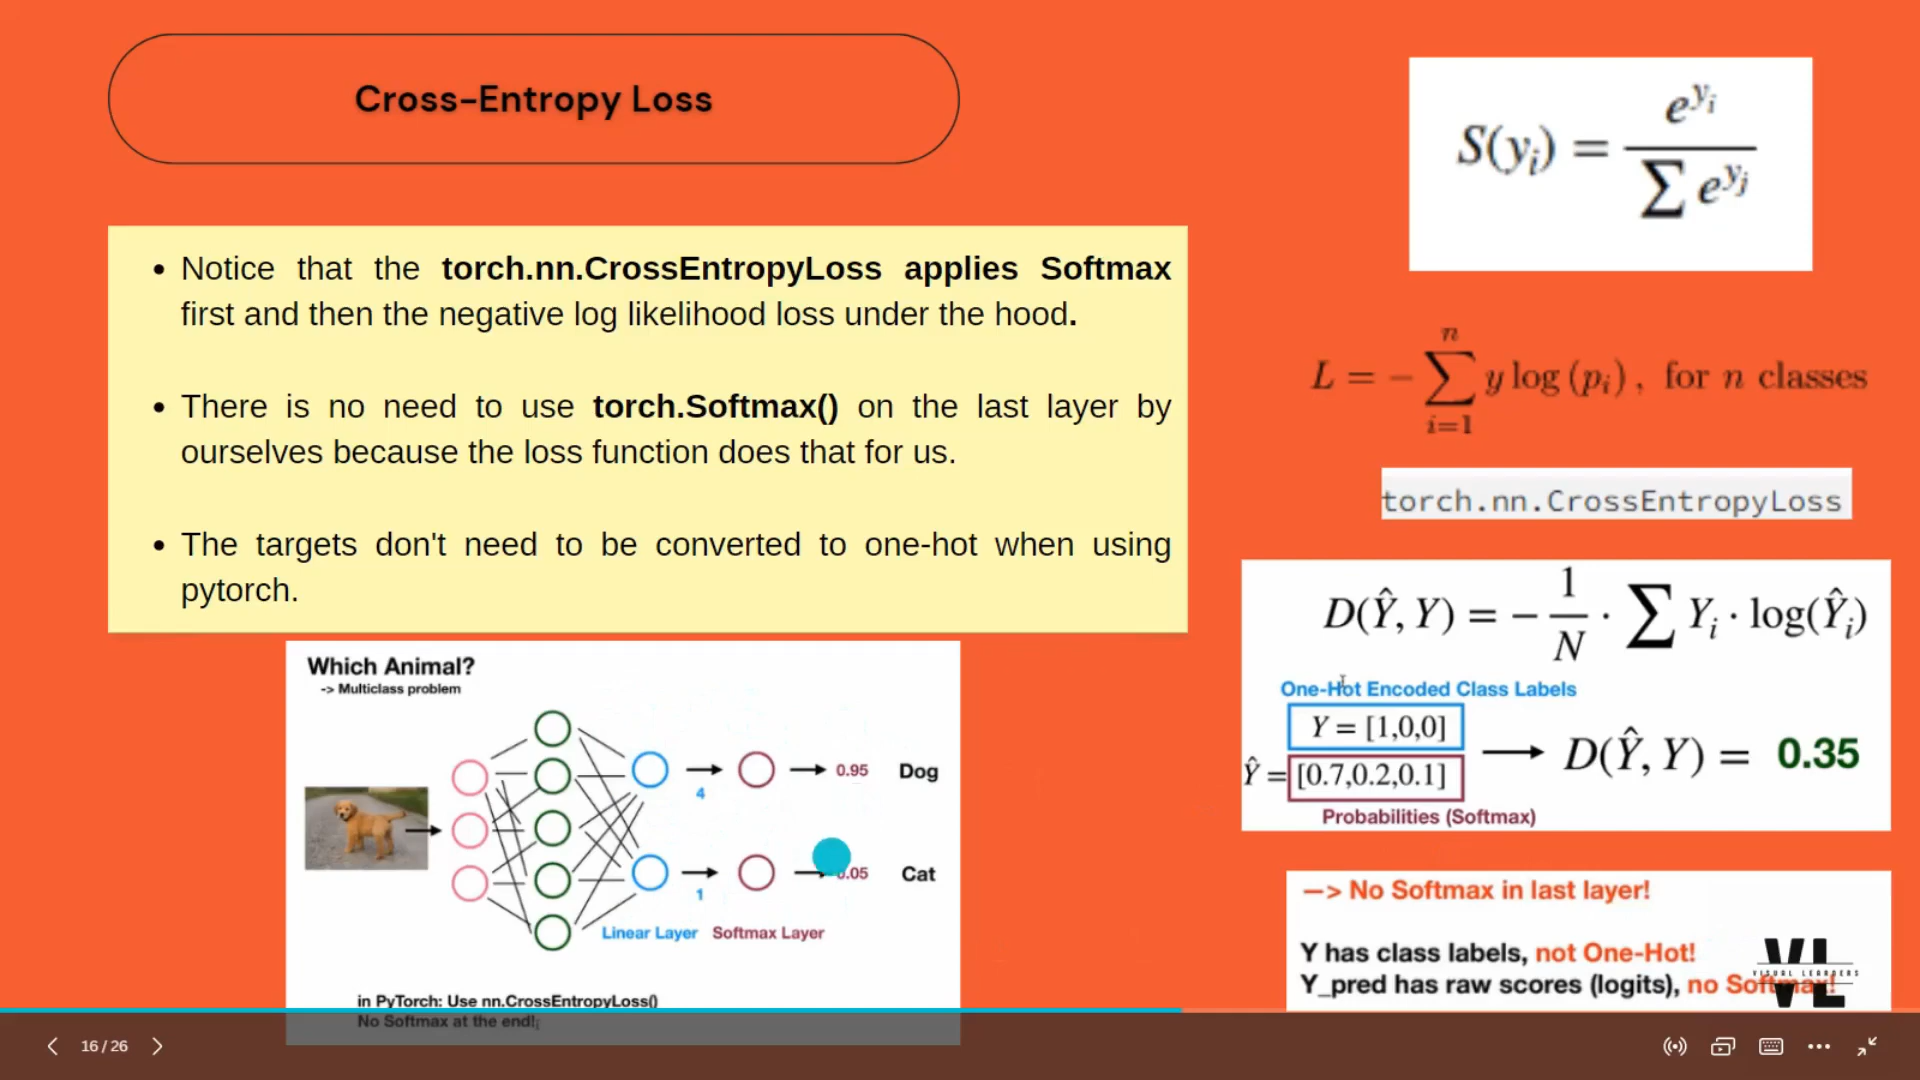 Cross-Entropy Loss
• Notice that the torch.nn.CrossEntropyLoss applies Softmax
first and then the negative log likelihood loss under the hood.
• There is no need to use torch.Softmax() on the last layer by
ourselves because the loss function does that for us.
• The targets don't need to be converted to one-hot when using
pytorch.
Which Animal?
-> Multiclass problem
4
0.95 Dog
1
0.05 Cat
Linear Layer Softmax Layer
in PyTorch: Use nn.CrossEntropyLoss()
No Softmax at the end!
S(y_i) = e^{y_i} / ∑ e^{y_j}
L = − ∑_{i=1}^{n} y log (p_i) , for n classes
torch.nn.CrossEntropyLoss
D(Ŷ, Y) = − 1/N · ∑ Y_i · log(Ŷ_i)
One-Hot Encoded Class Labels
Y = [1,0,0]
Ŷ = [0.7,0.2,0.1]
D(Ŷ, Y) = 0.35
Probabilities (Softmax)
—> No Softmax in last layer!
Y has class labels, not One-Hot!
Y_pred has raw scores (logits), no Softmax!
VL
VISUAL LEARNERS
16 / 26